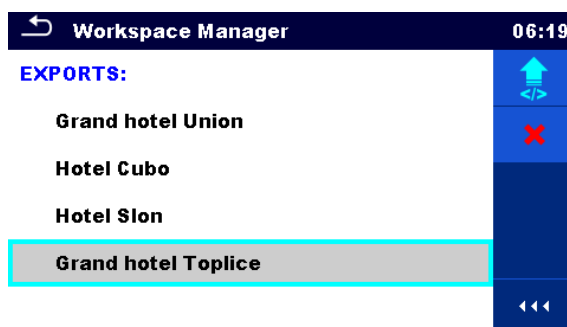 Workspace Manager 06:19
EXPORTS:
</>
Grand hotel Union
Hotel Cubo
Hotel Slon
Grand hotel Toplice